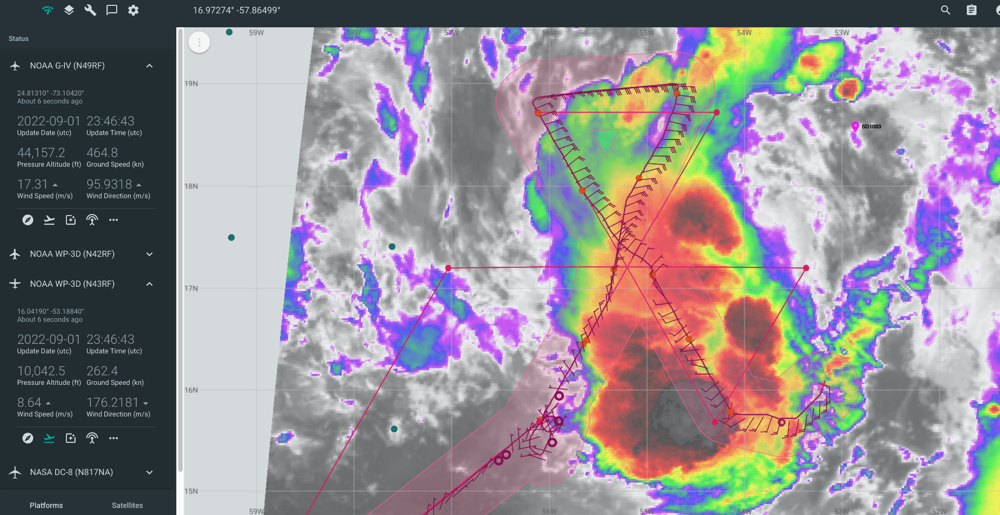 16.97274° -57.86499°
Status
NOAA G-IV (N49RF)
24.81310° -73.10420°
About 6 seconds ago
2022-09-01 23:46:43
Update Date (utc) Update Time (utc)
44,157.2 464.8
Pressure Altitude (ft) Ground Speed (kn)
17.31 95.9318
Wind Speed (m/s) Wind Direction (m/s)
NOAA WP-3D (N42RF)
NOAA WP-3D (N43RF)
16.04190° -53.18840°
About 6 seconds ago
2022-09-01 23:46:43
Update Date (utc) Update Time (utc)
10,042.5 262.4
Pressure Altitude (ft) Ground Speed (kn)
8.64 176.2181
Wind Speed (m/s) Wind Direction (m/s)
NASA DC-8 (N817NA)
Platforms Satellites
59W 58W 57W 56W 55W 54W 53W 52W
19N
SD1083
18N
17N
16N
15N
59W 58W 57W 56W 55W 54W 53W 52W